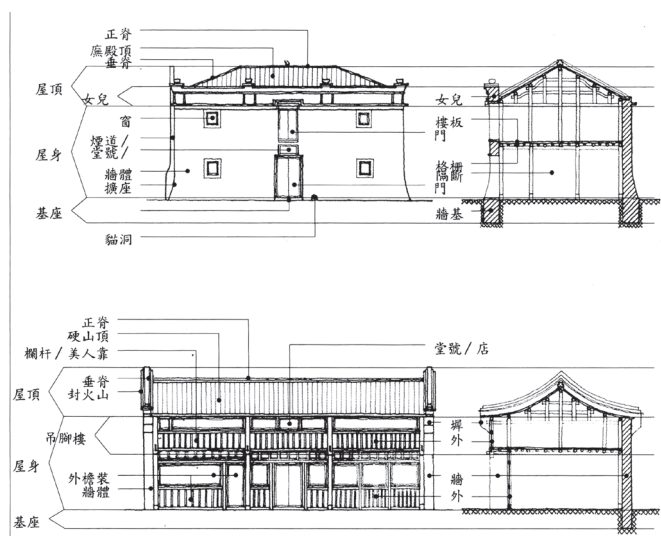 正脊
廡殿頂
垂脊
屋頂
女兒
女兒
窗
樓板
門
煙道/
堂號/
屋身
格柵
隔斷
門
牆體
擴座
基座
牆基
貓洞
正脊
硬山頂
欄杆/美人靠
堂號/店
垂脊
封火山
屋頂
墀
外
吊腳樓
屋身
外檐裝
牆體
牆
外
基座